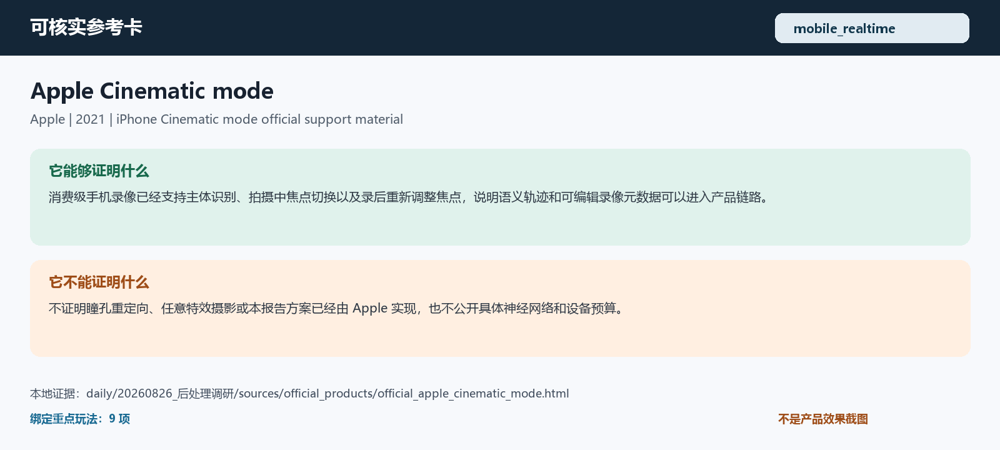 可核实参考卡
mobile_realtime
Apple Cinematic mode
Apple | 2021 | iPhone Cinematic mode official support material
它能够证明什么
消费级手机录像已经支持主体识别、拍摄中焦点切换以及录后重新调整焦点，说明语义轨迹和可编辑录像元数据可以进入产品链路。
它不能证明什么
不证明瞳孔重定向、任意特效摄影或本报告方案已经由 Apple 实现，也不公开具体神经网络和设备预算。
本地证据：daily/20260826_后处理调研/sources/official_products/official_apple_cinematic_mode.html
绑定重点玩法：9 项
不是产品效果截图